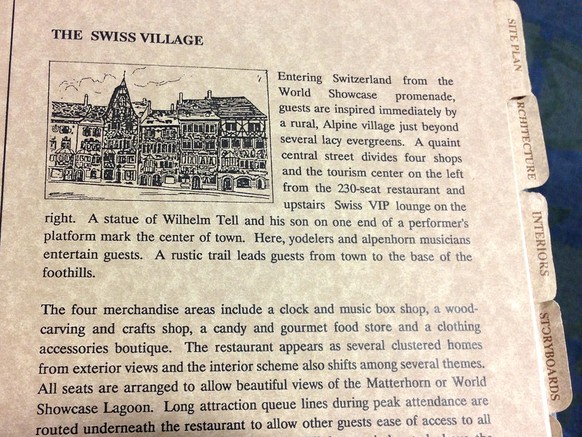 THE SWISS VILLAGE
Entering Switzerland from the
World Showcase promenade,
guests are inspired immediately by
a rural, Alpine village just beyond
several lacy evergreens. A quaint
central street divides four shops
and the tourism center on the left
from the 230-seat restaurant and
upstairs Swiss VIP lounge on the
right. A statue of Wilhelm Tell and his son on one end of a performer's
platform mark the center of town. Here, yodelers and alpenhorn musicians
entertain guests. A rustic trail leads guests from town to the base of the
foothills.
The four merchandise areas include a clock and music box shop, a wood-
carving and crafts shop, a candy and gourmet food store and a clothing
accessories boutique. The restaurant appears as several clustered homes
from exterior views and the interior scheme also shifts among several themes.
All seats are arranged to allow beautiful views of the Matterhorn or World
Showcase Lagoon. Long attraction queue lines during peak attendance are
routed underneath the restaurant to allow other guests ease of access to all
SITE PLAN
RCHITECTURE
INTERIORS
STORYBOARDS